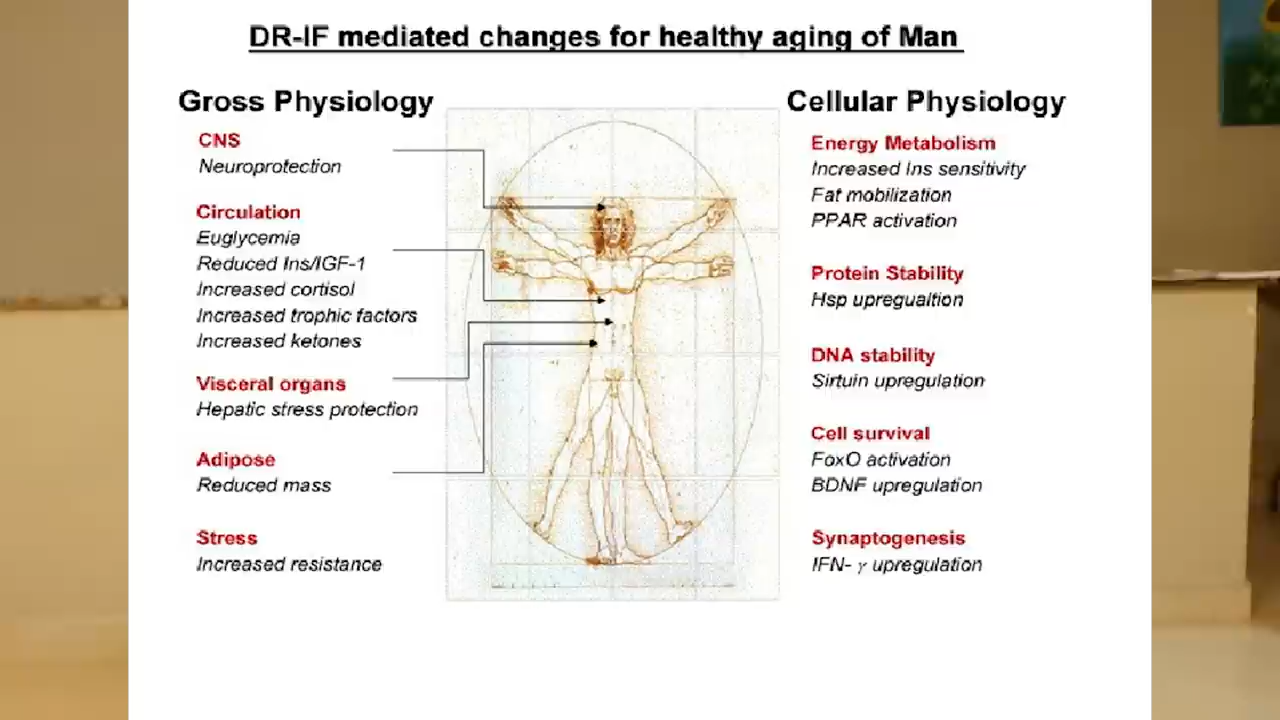 DR-IF mediated changes for healthy aging of Man
Gross Physiology
CNS
Neuroprotection
Circulation
Euglycemia
Reduced Ins/IGF-1
Increased cortisol
Increased trophic factors
Increased ketones
Visceral organs
Hepatic stress protection
Adipose
Reduced mass
Stress
Increased resistance
Cellular Physiology
Energy Metabolism
Increased Ins sensitivity
Fat mobilization
PPAR activation
Protein Stability
Hsp upregualtion
DNA stability
Sirtuin upregulation
Cell survival
FoxO activation
BDNF upregulation
Synaptogenesis
IFN- γ upregulation